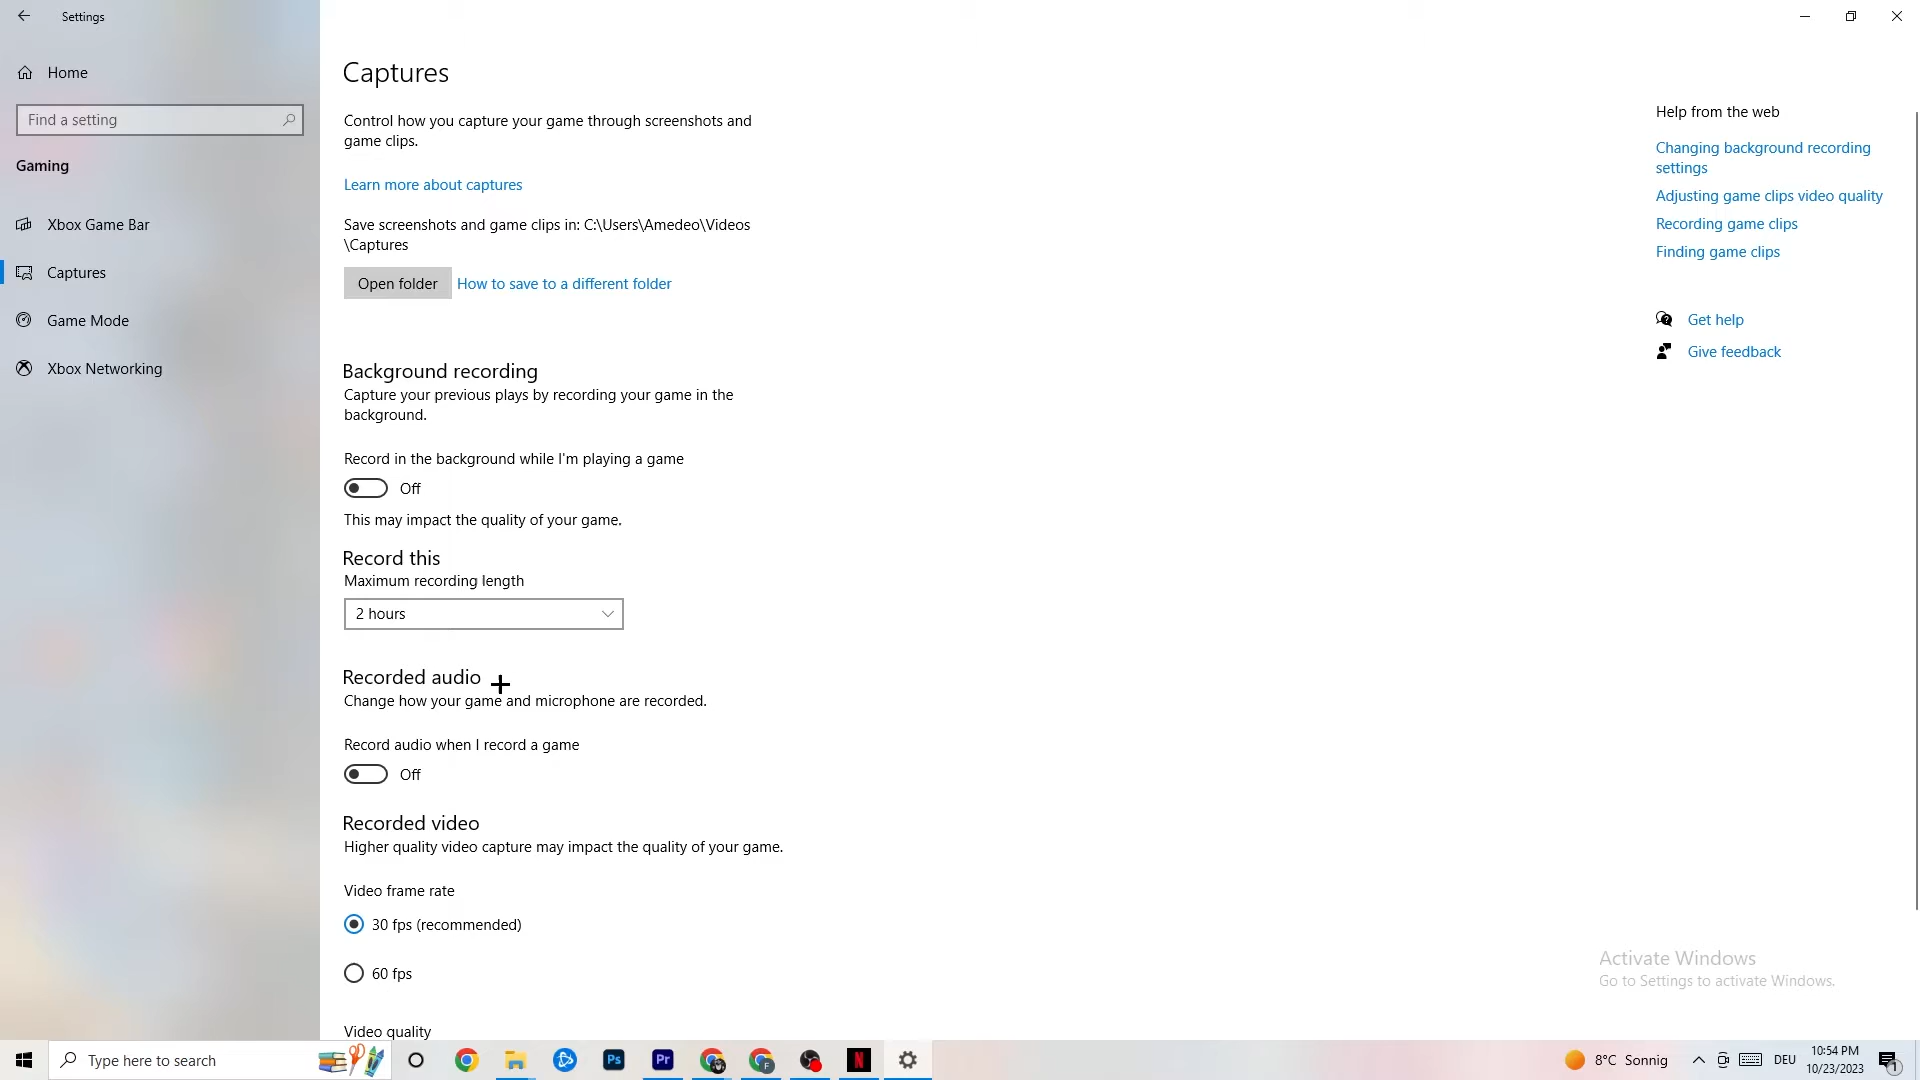 Settings
Home
Find a setting
Gaming
Xbox Game Bar
Captures
Game Mode
Xbox Networking
Captures
Control how you capture your game through screenshots and
game clips.
Learn more about captures
Save screenshots and game clips in: C:\Users\Amedeo\Videos
\Captures
Open folder
How to save to a different folder
Background recording
Capture your previous plays by recording your game in the
background.
Record in the background while I'm playing a game
Off
This may impact the quality of your game.
Record this
Maximum recording length
2 hours
Recorded audio
Change how your game and microphone are recorded.
Record audio when I record a game
Off
Recorded video
Higher quality video capture may impact the quality of your game.
Video frame rate
30 fps (recommended)
60 fps
Video quality
Help from the web
Changing background recording
settings
Adjusting game clips video quality
Recording game clips
Finding game clips
Get help
Give feedback
Activate Windows
Go to Settings to activate Windows.
Type here to search
Ps
Pr
F
N
8°C Sonnig
DEU
10:54 PM
10/23/2023
1